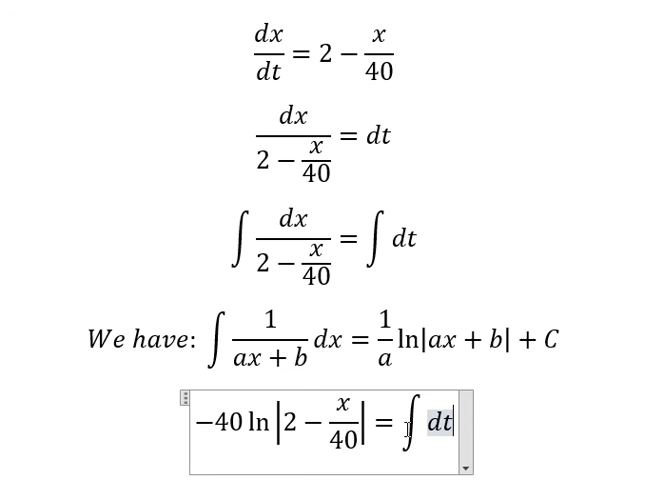 dx/dt = 2 − x/40
dx/(2 − x/40) = dt
∫ dx/(2 − x/40) = ∫ dt
We have: ∫ 1/(ax + b) dx = 1/a ln|ax + b| + C
−40 ln |2 − x/40| = ∫ dt